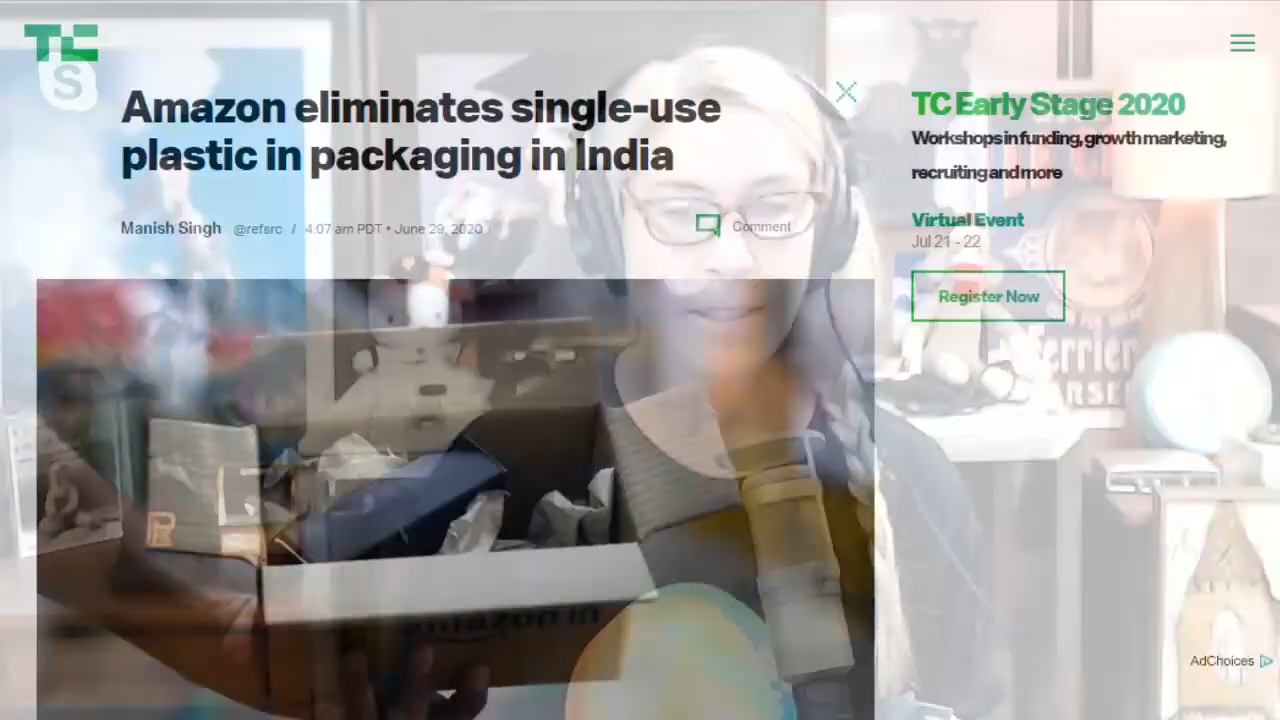 TC
S
Amazon eliminates single-use
plastic in packaging in India
Manish Singh @refsrc / 4:07 am PDT • June 29, 2020
Comment
TC Early Stage 2020
Workshops in funding, growth marketing,
recruiting and more
Virtual Event
Jul 21 - 22
Register Now
amazon.in
AdChoices